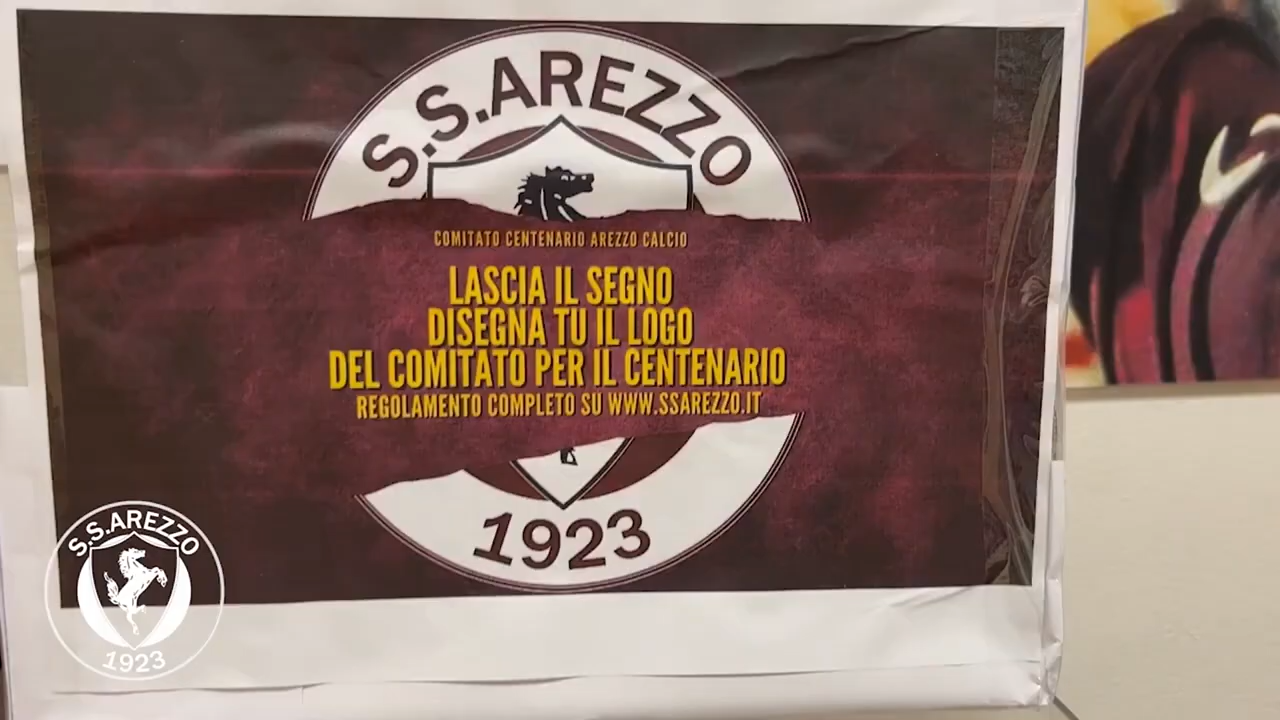 S.S.AREZZO
COMITATO CENTENARIO AREZZO CALCIO
LASCIA IL SEGNO
DISEGNA TU IL LOGO
DEL COMITATO PER IL CENTENARIO
REGOLAMENTO COMPLETO SU WWW.SSAREZZO.IT
1923
S.S.AREZZO
1923